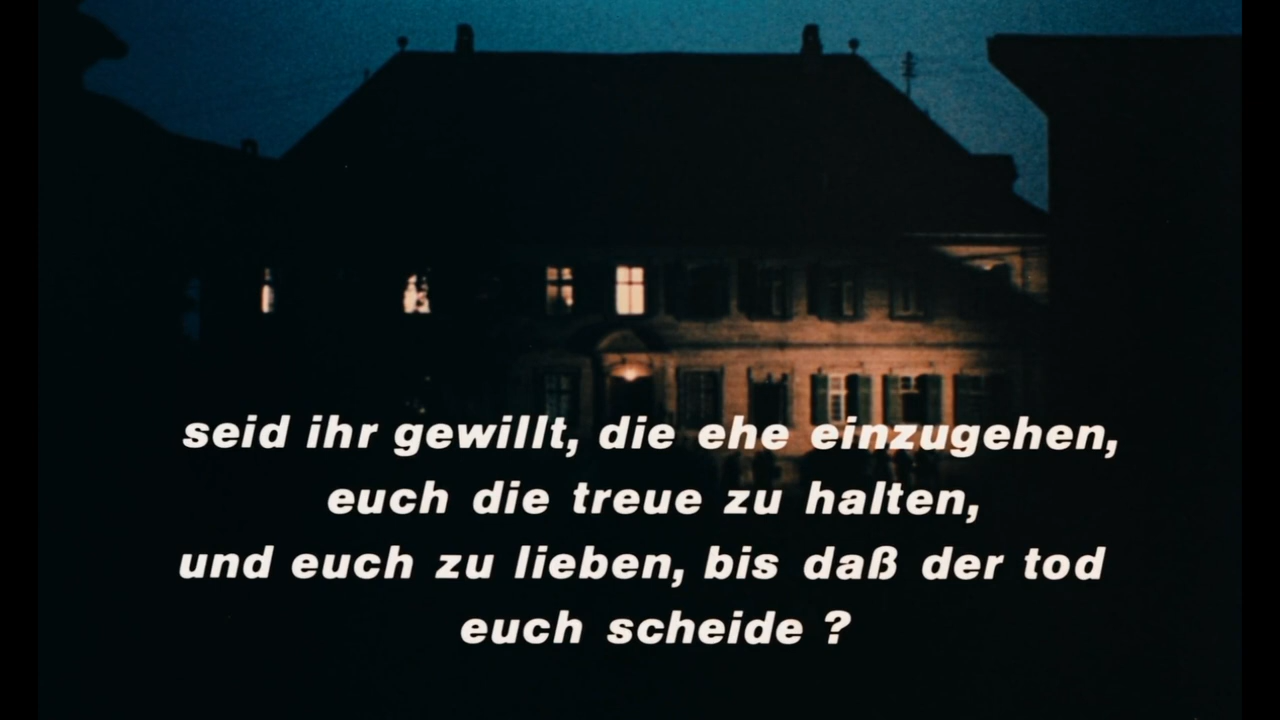 seid ihr gewillt, die ehe einzugehen,
euch die treue zu halten,
und euch zu lieben, bis daß der tod
euch scheide ?